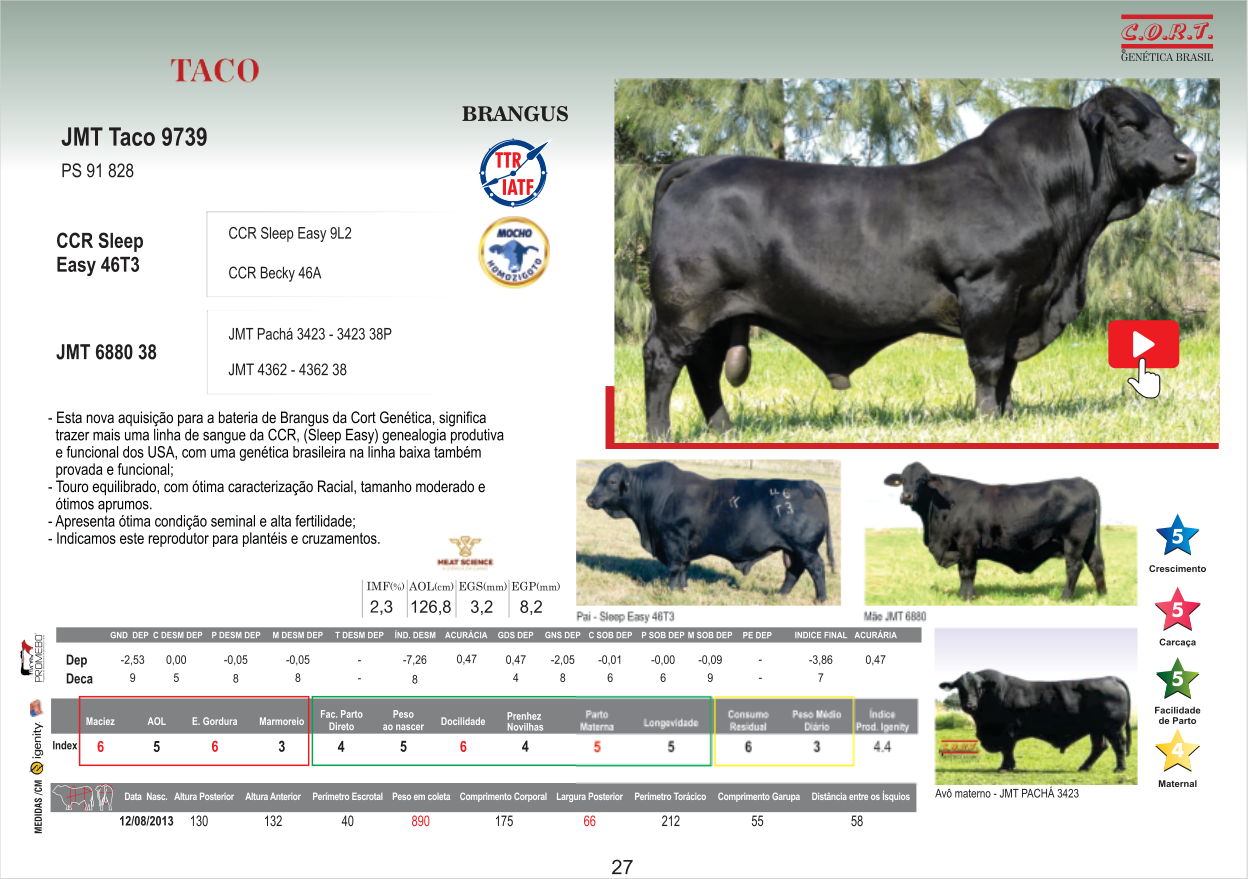 C.O.R.T.
GENÉTICA BRASIL
TACO
BRANGUS
JMT Taco 9739
PS 91 828
TTR
IATF
CCR Sleep
Easy 46T3
CCR Sleep Easy 9L2
CCR Becky 46A
MOCHO
HOMOZIGOTO
JMT 6880 38
JMT Pachá 3423 - 3423 38P
JMT 4362 - 4362 38
- Esta nova aquisição para a bateria de Brangus da Cort Genética, significa
trazer mais uma linha de sangue da CCR, (Sleep Easy) genealogia produtiva
e funcional dos USA, com uma genética brasileira na linha baixa também
provada e funcional;
- Touro equilibrado, com ótima caracterização Racial, tamanho moderado e
ótimos aprumos.
- Apresenta ótima condição seminal e alta fertilidade;
- Indicamos este reprodutor para plantéis e cruzamentos.
MEAT SCIENCE
IMF(%) AOL(cm) EGS(mm) EGP(mm)
2,3 126,8 3,2 8,2
Pai - Sleep Easy 46T3
Mãe JMT 6880
5
Crescimento
5
Carcaça
5
Facilidade
de Parto
4
Maternal
PROMEBO
GND DEP C DESM DEP P DESM DEP M DESM DEP T DESM DEP ÍND. DESM ACURÁCIA GDS DEP GNS DEP C SOB DEP P SOB DEP M SOB DEP PE DEP INDICE FINAL ACURÁRIA
Dep -2,53 0,00 -0,05 -0,05 - -7,26 0,47 0,47 -2,05 -0,01 -0,00 -0,09 - -3,86 0,47
Deca 9 5 8 8 - 8 4 8 6 6 9 - 7
igenity
Maciez AOL E. Gordura Marmoreio Fac. Parto Direto Peso ao nascer Docilidade Prenhez Novilhas Parto Materna Longevidade Consumo Residual Peso Médio Diário Índice Prod. Igenity
Index 6 5 6 3 4 5 6 4 5 5 6 3 4.4
MEDIDAS /CM
Data Nasc. Altura Posterior Altura Anterior Perímetro Escrotal Peso em coleta Comprimento Corporal Largura Posterior Perímetro Torácico Comprimento Garupa Distância entre os Ísquios
12/08/2013 130 132 40 890 175 66 212 55 58
C.O.R.T.
Avô materno - JMT PACHÁ 3423
27